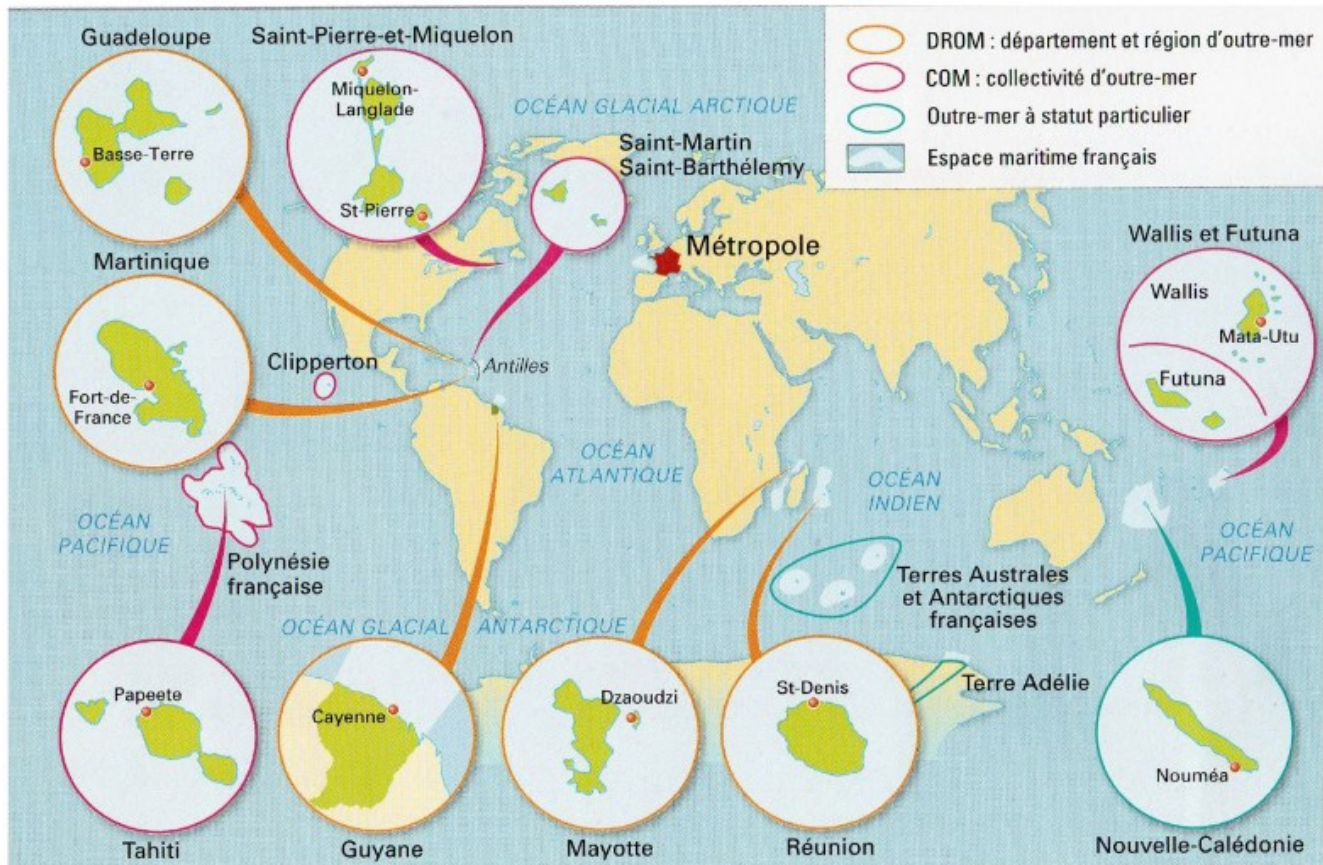 Guadeloupe
Basse-Terre
Saint-Pierre-et-Miquelon
Miquelon-
Langlade
St-Pierre
OCÉAN GLACIAL ARCTIQUE
Saint-Martin
Saint-Barthélemy
DROM : département et région d'outre-mer
COM : collectivité d'outre-mer
Outre-mer à statut particulier
Espace maritime français
Métropole
Wallis et Futuna
Wallis
Mata-Utu
Futuna
Martinique
Fort-de-
France
Clipperton
Antilles
OCÉAN
PACIFIQUE
Polynésie
française
OCÉAN
ATLANTIQUE
OCÉAN
INDIEN
OCÉAN
PACIFIQUE
Terres Australes
et Antarctiques
françaises
OCÉAN GLACIAL ANTARCTIQUE
Terre Adélie
Papeete
Tahiti
Cayenne
Guyane
Dzaoudzi
Mayotte
St-Denis
Réunion
Nouméa
Nouvelle-Calédonie